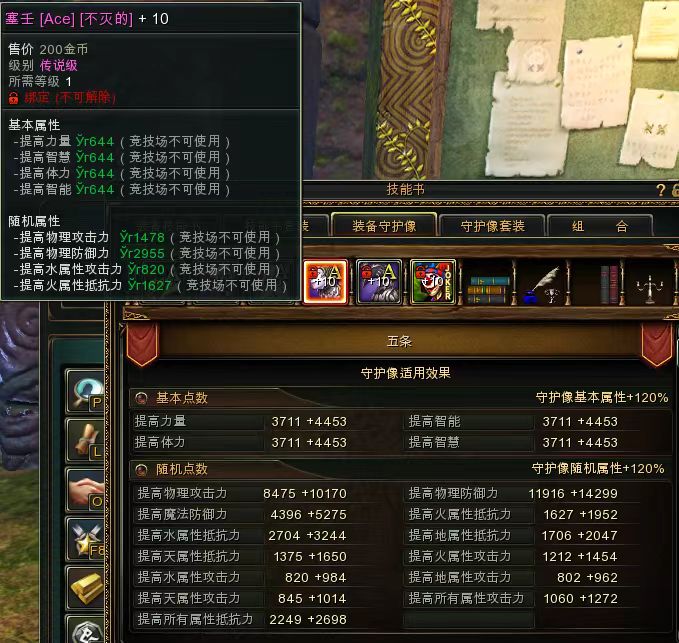 塞壬 [Ace] [不灭的] + 10
售价 200金币
级别 传说级
所需等级 1
绑定 (不可解除)
基本属性
-提高力量 Ўг644 ( 竞技场不可使用 )
-提高智慧 Ўг644 ( 竞技场不可使用 )
-提高体力 Ўг644 ( 竞技场不可使用 )
-提高智能 Ўг644 ( 竞技场不可使用 )
随机属性
-提高物理攻击力 Ўг1478 ( 竞技场不可使用 )
-提高物理防御力 Ўг2955 ( 竞技场不可使用 )
-提高水属性攻击力 Ўг820 ( 竞技场不可使用 )
-提高火属性抵抗力 Ўг1627 ( 竞技场不可使用 )
技能书 ?
装备守护像 守护像套装 组 合
A +10 A +10 JOKER +10
五条
守护像适用效果
基本点数 守护像基本属性+120%
提高力量 3711 +4453 提高智能 3711 +4453
提高体力 3711 +4453 提高智慧 3711 +4453
随机点数 守护像随机属性+120%
提高物理攻击力 8475 +10170 提高物理防御力 11916 +14299
提高魔法防御力 4396 +5275 提高火属性抵抗力 1627 +1952
提高水属性抵抗力 2704 +3244 提高地属性抵抗力 1706 +2047
提高天属性抵抗力 1375 +1650 提高火属性攻击力 1212 +1454
提高水属性攻击力 820 +984 提高地属性攻击力 802 +962
提高天属性攻击力 845 +1014 提高所有属性攻击力 1060 +1272
提高所有属性抵抗力 2249 +2698
P
L
O
F8